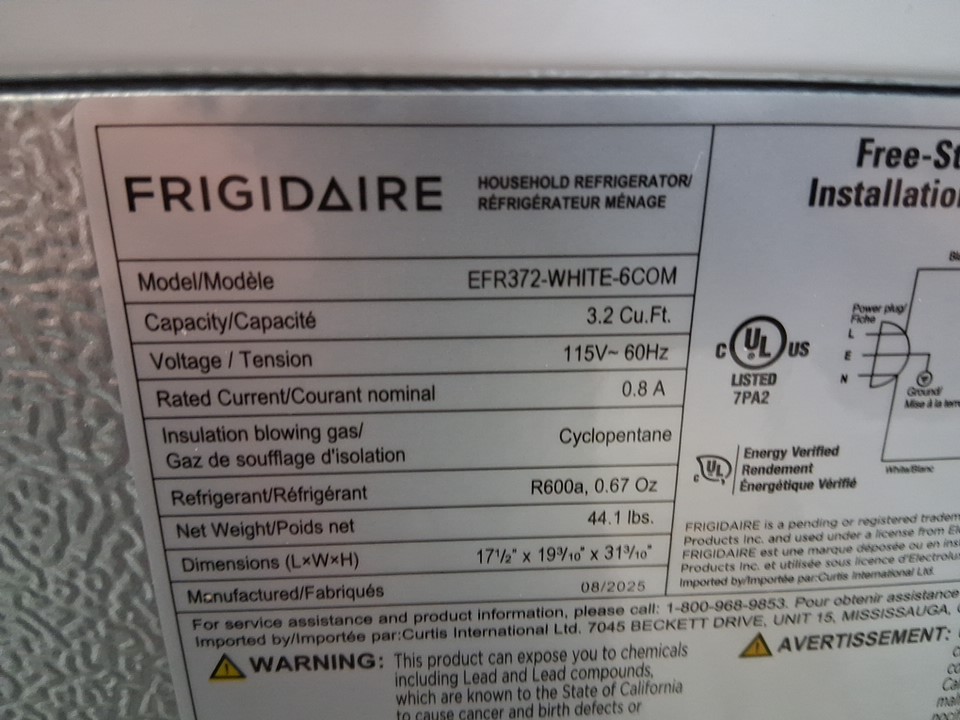 FRIGIDAIRE
HOUSEHOLD REFRIGERATOR/
RÉFRIGÉRATEUR MÉNAGE
Model/Modèle EFR372-WHITE-6COM
Capacity/Capacité 3.2 Cu.Ft.
Voltage / Tension 115V~ 60Hz
Rated Current/Courant nominal 0.8 A
Insulation blowing gas/
Gaz de soufflage d'isolation Cyclopentane
Refrigerant/Réfrigérant R600a, 0.67 Oz
Net Weight/Poids net 44.1 lbs.
Dimensions (L×W×H) 17 1/2" x 19 3/10" x 31 3/10"
Manufactured/Fabriqués 08/2025
For service assistance and product information, please call: 1-800-968-9853. Pour obtenir assistance
Imported by/Importée par:Curtis International Ltd. 7045 BECKETT DRIVE, UNIT 15, MISSISSAUGA,
WARNING: This product can expose you to chemicals
including Lead and Lead compounds,
which are known to the State of California
to cause cancer and birth defects or
Free-St
Installatio
Power plug/
Fiche
L
E
N
Ground/
Mise à la terre
White/Blanc
C UL US
LISTED
7PA2
c UL
Energy Verified
Rendement
Énergétique Vérifié
FRIGIDAIRE is a pending or registered tradem
Products Inc. and used under a license from El
FRIGIDAIRE est une marque déposée ou en ins
Products Inc. et utilisée sous licence d'Electrolux
Imported by/Importée par:Curtis International Ltd.
AVERTISSEMENT: